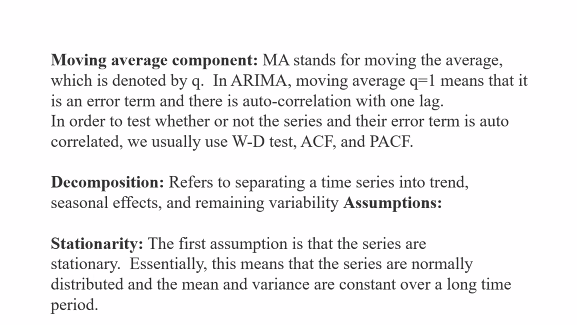 Moving average component: MA stands for moving the average,
which is denoted by q.  In ARIMA, moving average q=1 means that it
is an error term and there is auto-correlation with one lag.
In order to test whether or not the series and their error term is auto
correlated, we usually use W-D test, ACF, and PACF.
Decomposition: Refers to separating a time series into trend,
seasonal effects, and remaining variability Assumptions:
Stationarity: The first assumption is that the series are
stationary.  Essentially, this means that the series are normally
distributed and the mean and variance are constant over a long time
period.